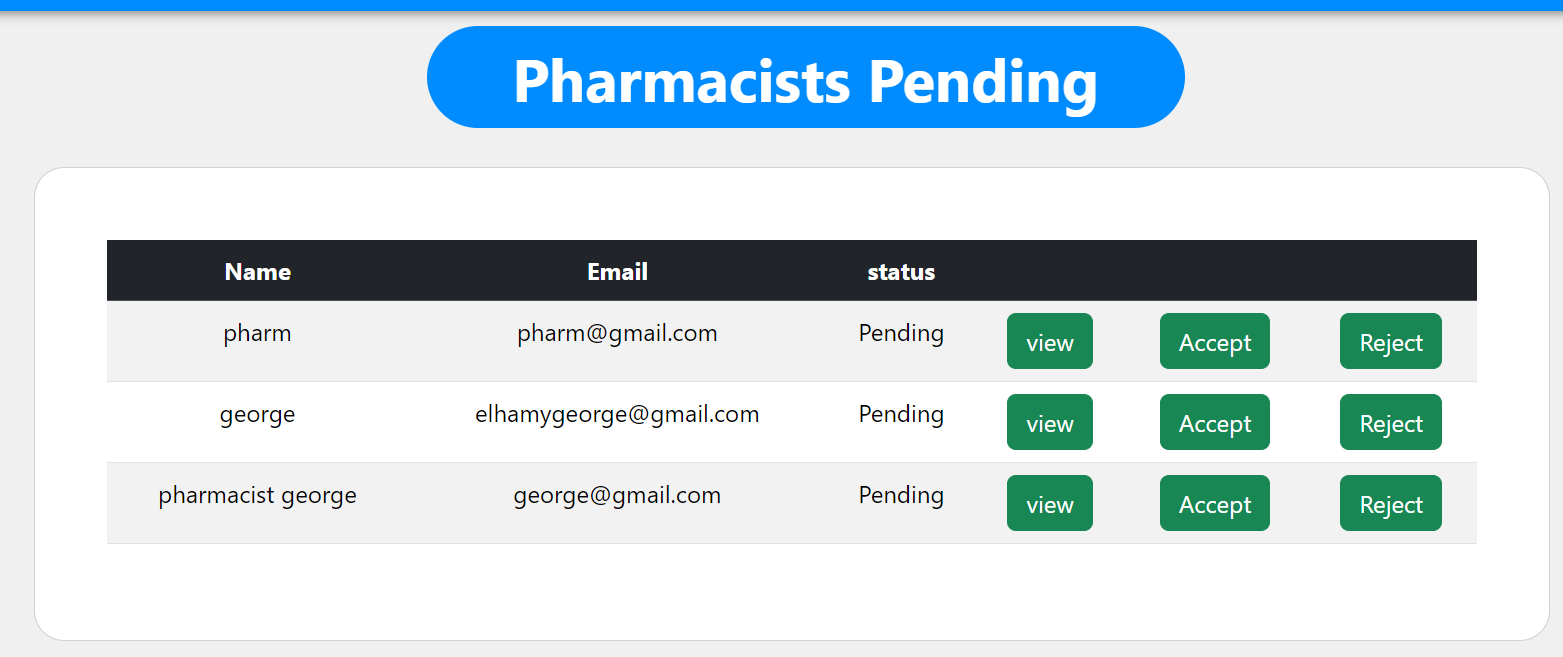 Pharmacists Pending
Name Email status
pharm pharm@gmail.com Pending view Accept Reject
george elhamygeorge@gmail.com Pending view Accept Reject
pharmacist george george@gmail.com Pending view Accept Reject